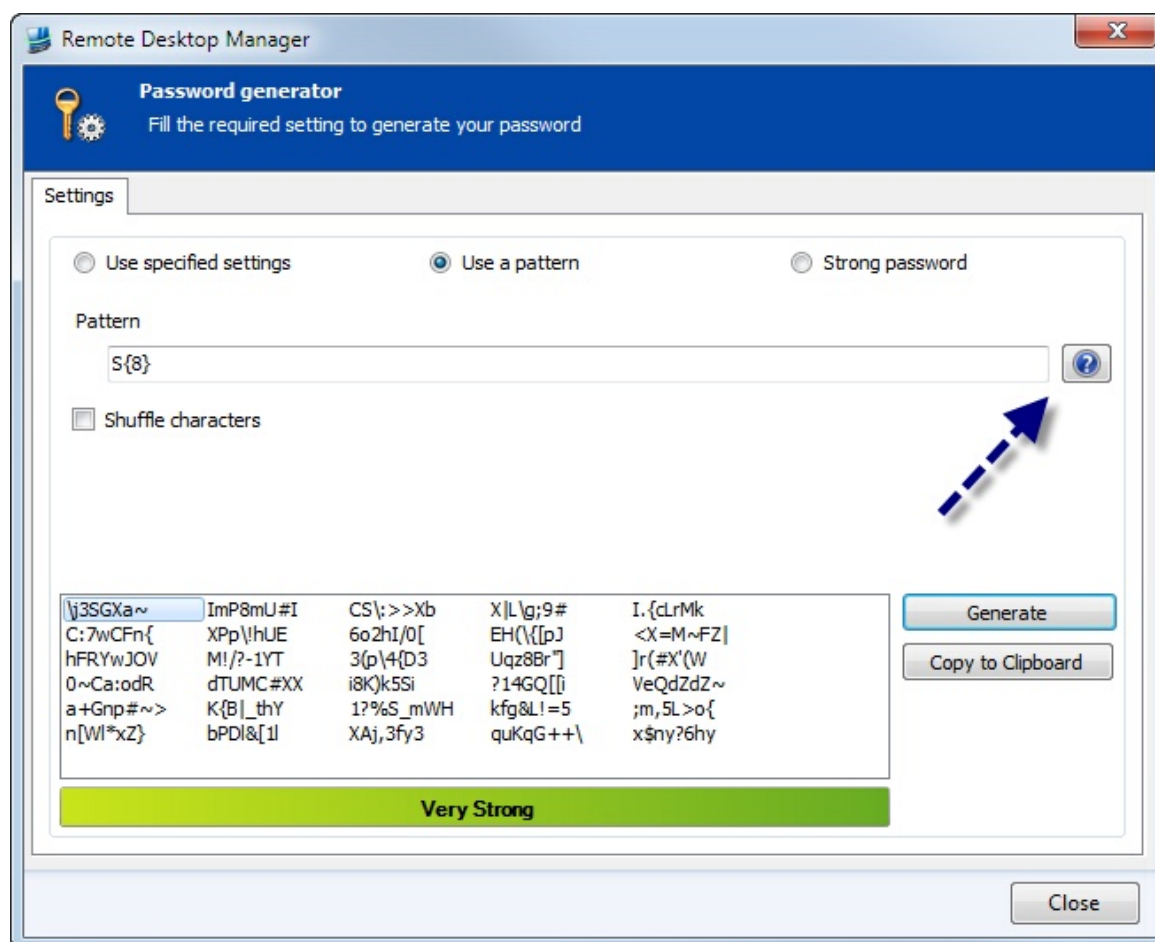 Remote Desktop Manager
Password generator
Fill the required setting to generate your password
Settings
Use specified settings Use a pattern Strong password
Pattern
S{8}
Shuffle characters
\j3SGXa~ ImP8mU#I CS\:>>Xb X|L\g;9# I.{cLrMk
C:7wCFn{ XPp\!hUE 6o2hI/0[ EH(\{[pJ <X=M~FZ|
hFRYwJOV M!/?-1YT 3(p\4{D3 Uqz8Br"] ]r(#X'(W
0~Ca:odR dTUMC#XX i8K)k5Si ?14GQ[[i VeQdZdZ~
a+Gnp#~> K{B|_thY 1?%S_mWH kfg&L!=5 ;m,5L>o{
n[Wl*xZ} bPDl&[1l XAj,3fy3 quKqG++\ x$ny?6hy
Generate
Copy to Clipboard
Very Strong
Close